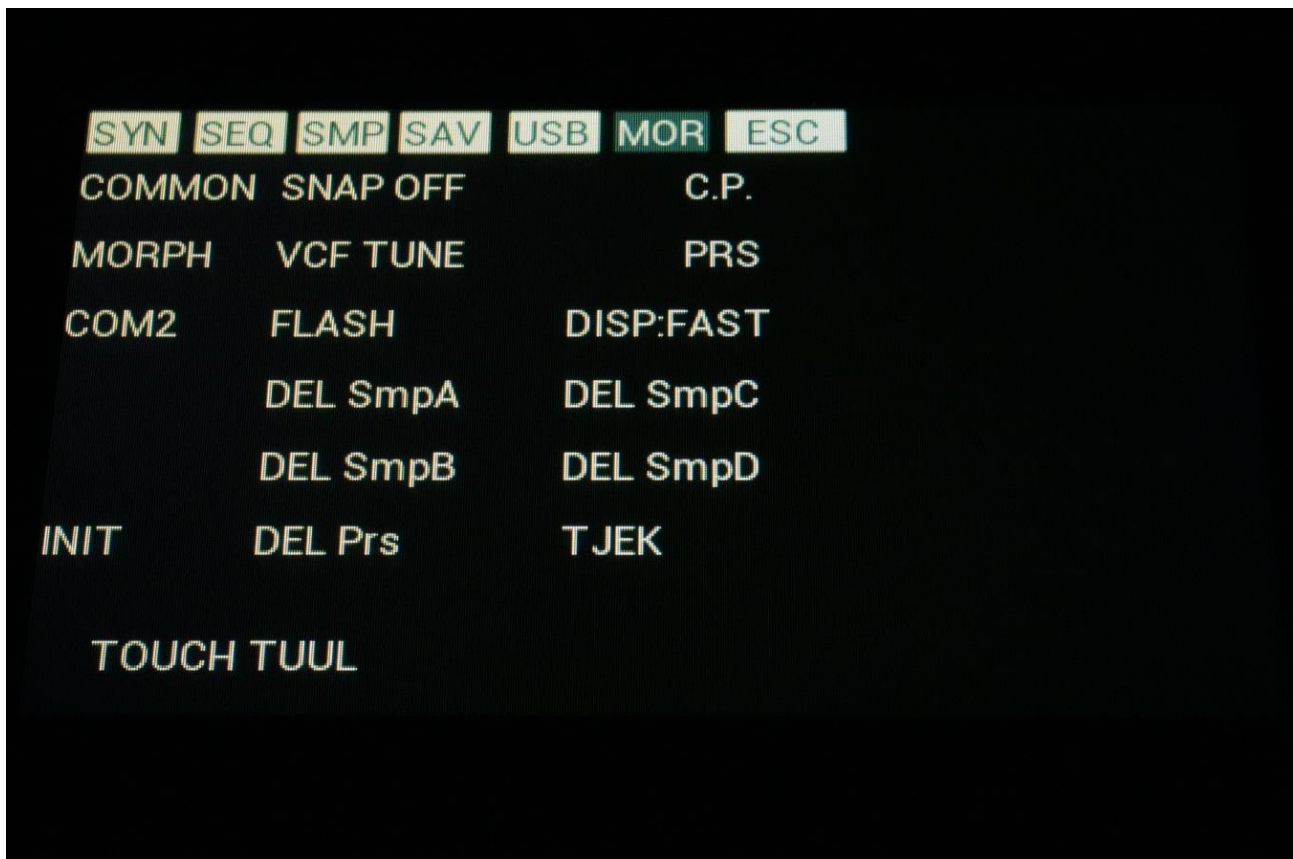 SYN SEQ SMP SAV USB MOR ESC
COMMON SNAP OFF C.P.
MORPH VCF TUNE PRS
COM2 FLASH DISP:FAST
DEL SmpA DEL SmpC
DEL SmpB DEL SmpD
INIT DEL Prs TJEK
TOUCH TUUL